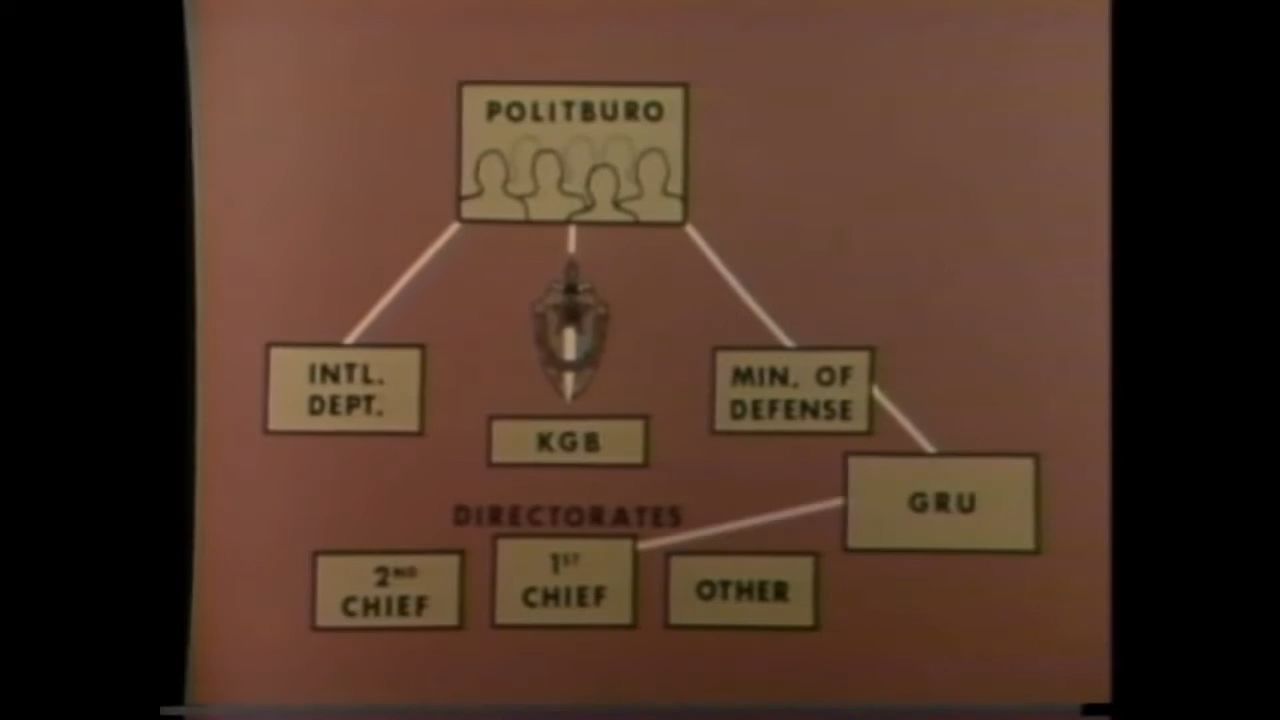 POLITBURO
INTL.
DEPT.
KGB
MIN. OF
DEFENSE
GRU
DIRECTORATES
2ND
CHIEF
1ST
CHIEF
OTHER